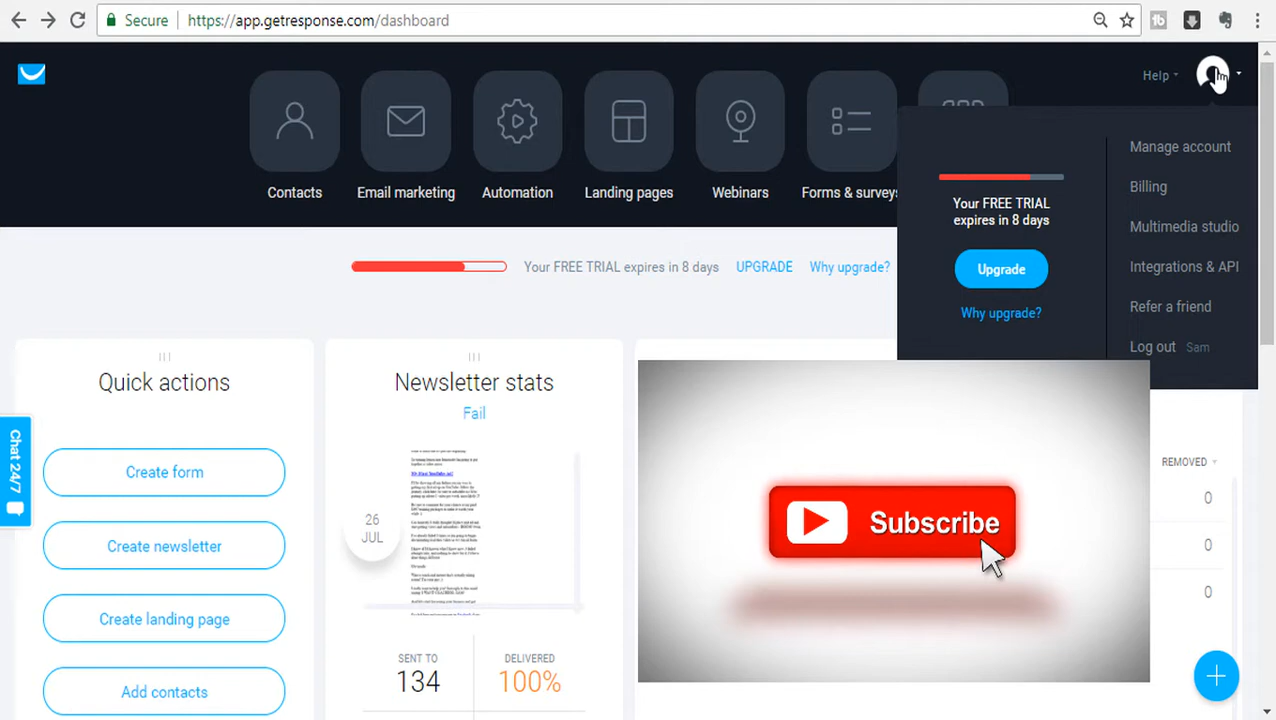 Secure
https://app.getresponse.com/dashboard
Help
Contacts
Email marketing
Automation
Landing pages
Webinars
Forms & surveys
Your FREE TRIAL
expires in 8 days
Upgrade
Why upgrade?
Manage account
Billing
Multimedia studio
Integrations & API
Refer a friend
Log out Sam
Your FREE TRIAL expires in 8 days UPGRADE Why upgrade?
Quick actions
Create form
Create newsletter
Create landing page
Add contacts
Newsletter stats
Fail
26
JUL
SENT TO
134
DELIVERED
100%
Subscribe
REMOVED
0
0
0
Chat 24/7